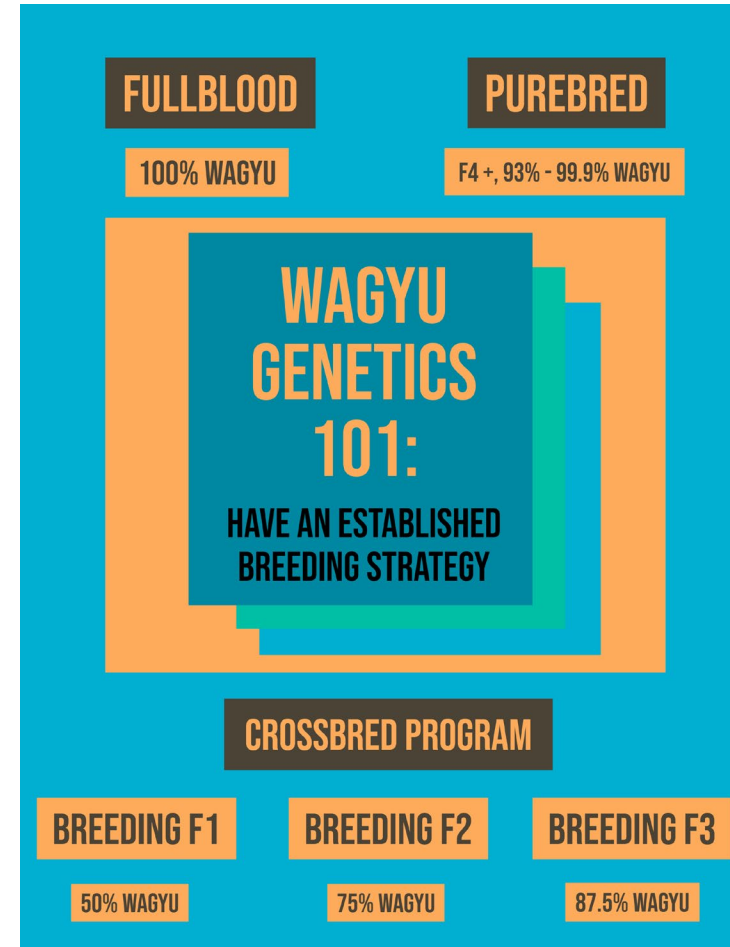 FULLBLOOD
PUREBRED
100% WAGYU
F4 +, 93% - 99.9% WAGYU
WAGYU
GENETICS
101:
HAVE AN ESTABLISHED
BREEDING STRATEGY
CROSSBRED PROGRAM
BREEDING F1
BREEDING F2
BREEDING F3
50% WAGYU
75% WAGYU
87.5% WAGYU